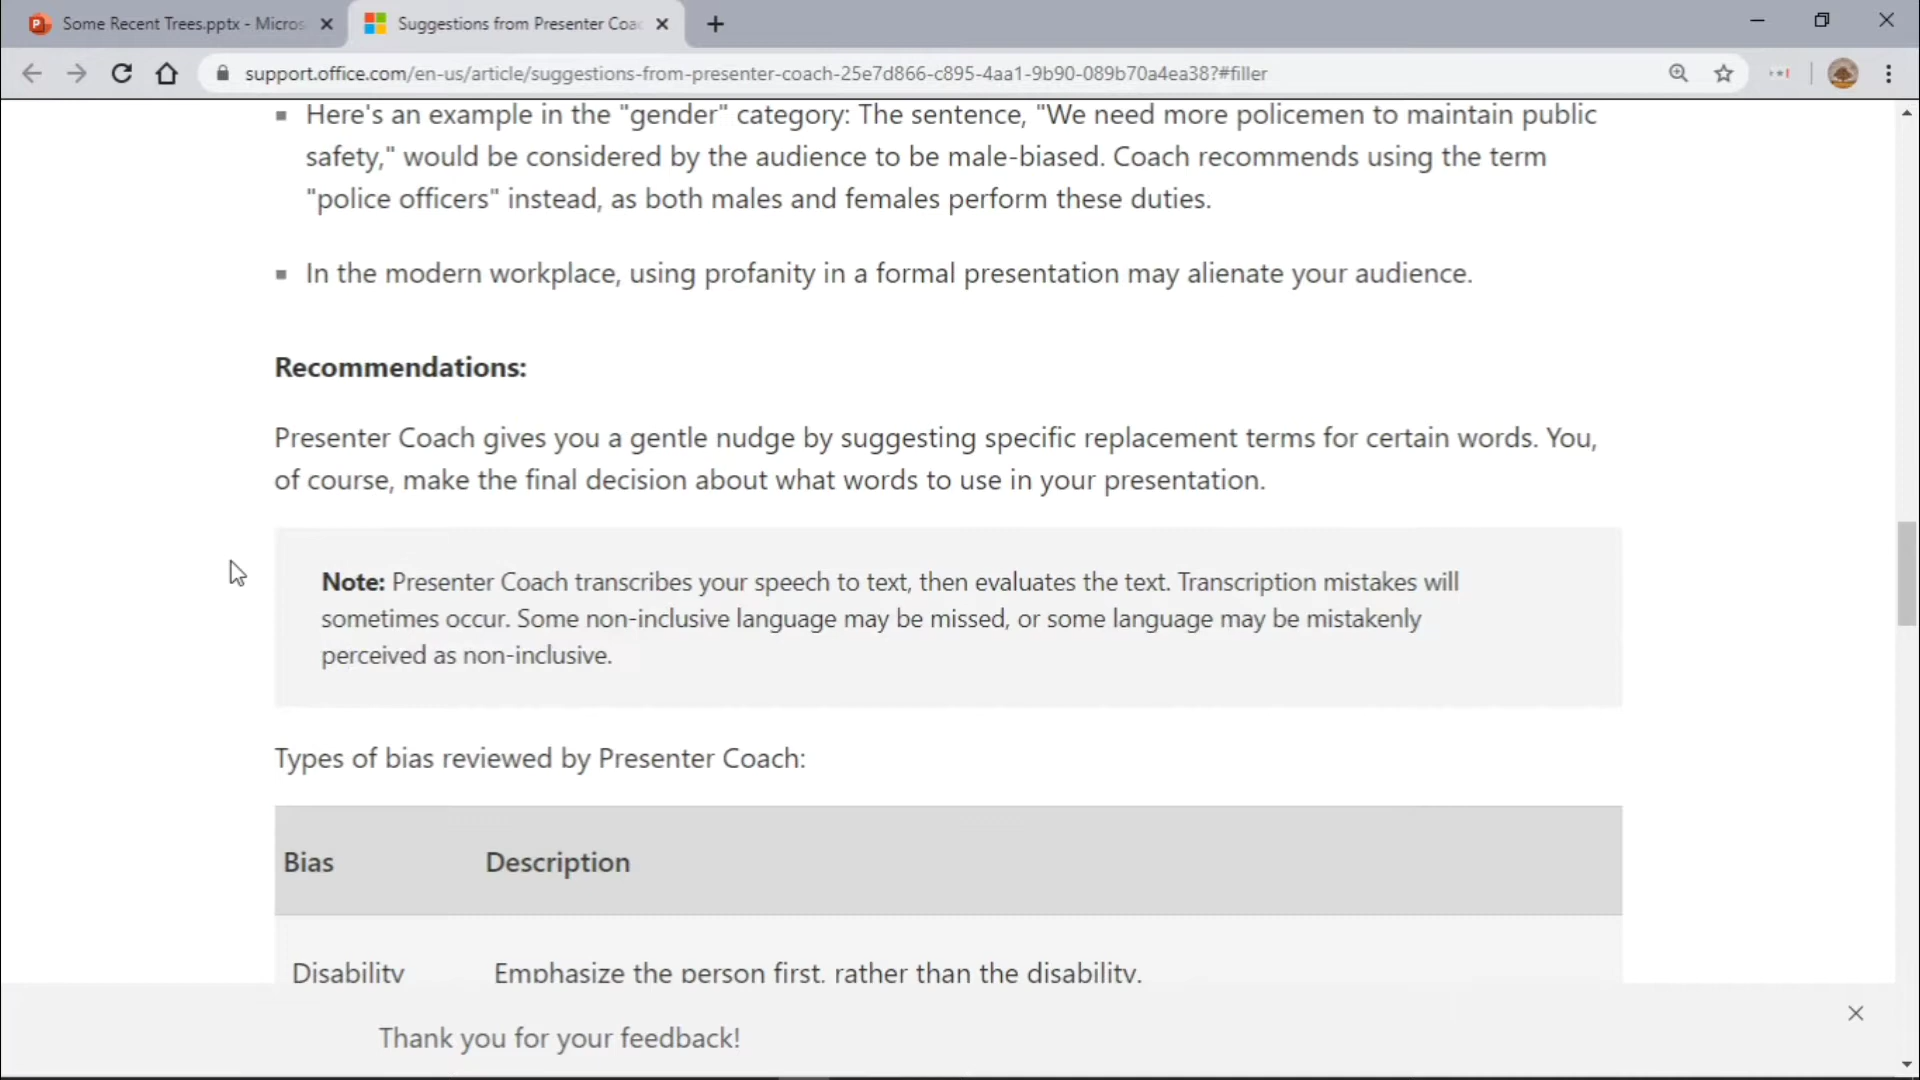 Some Recent Trees.pptx - Micros
Suggestions from Presenter Coa
support.office.com/en-us/article/suggestions-from-presenter-coach-25e7d866-c895-4aa1-9b90-089b70a4ea38?#filler
Here's an example in the "gender" category: The sentence, "We need more policemen to maintain public
safety," would be considered by the audience to be male-biased. Coach recommends using the term
"police officers" instead, as both males and females perform these duties.
In the modern workplace, using profanity in a formal presentation may alienate your audience.
Recommendations:
Presenter Coach gives you a gentle nudge by suggesting specific replacement terms for certain words. You,
of course, make the final decision about what words to use in your presentation.
Note: Presenter Coach transcribes your speech to text, then evaluates the text. Transcription mistakes will
sometimes occur. Some non-inclusive language may be missed, or some language may be mistakenly
perceived as non-inclusive.
Types of bias reviewed by Presenter Coach:
Bias Description
Disability Emphasize the person first, rather than the disability.
Thank you for your feedback!